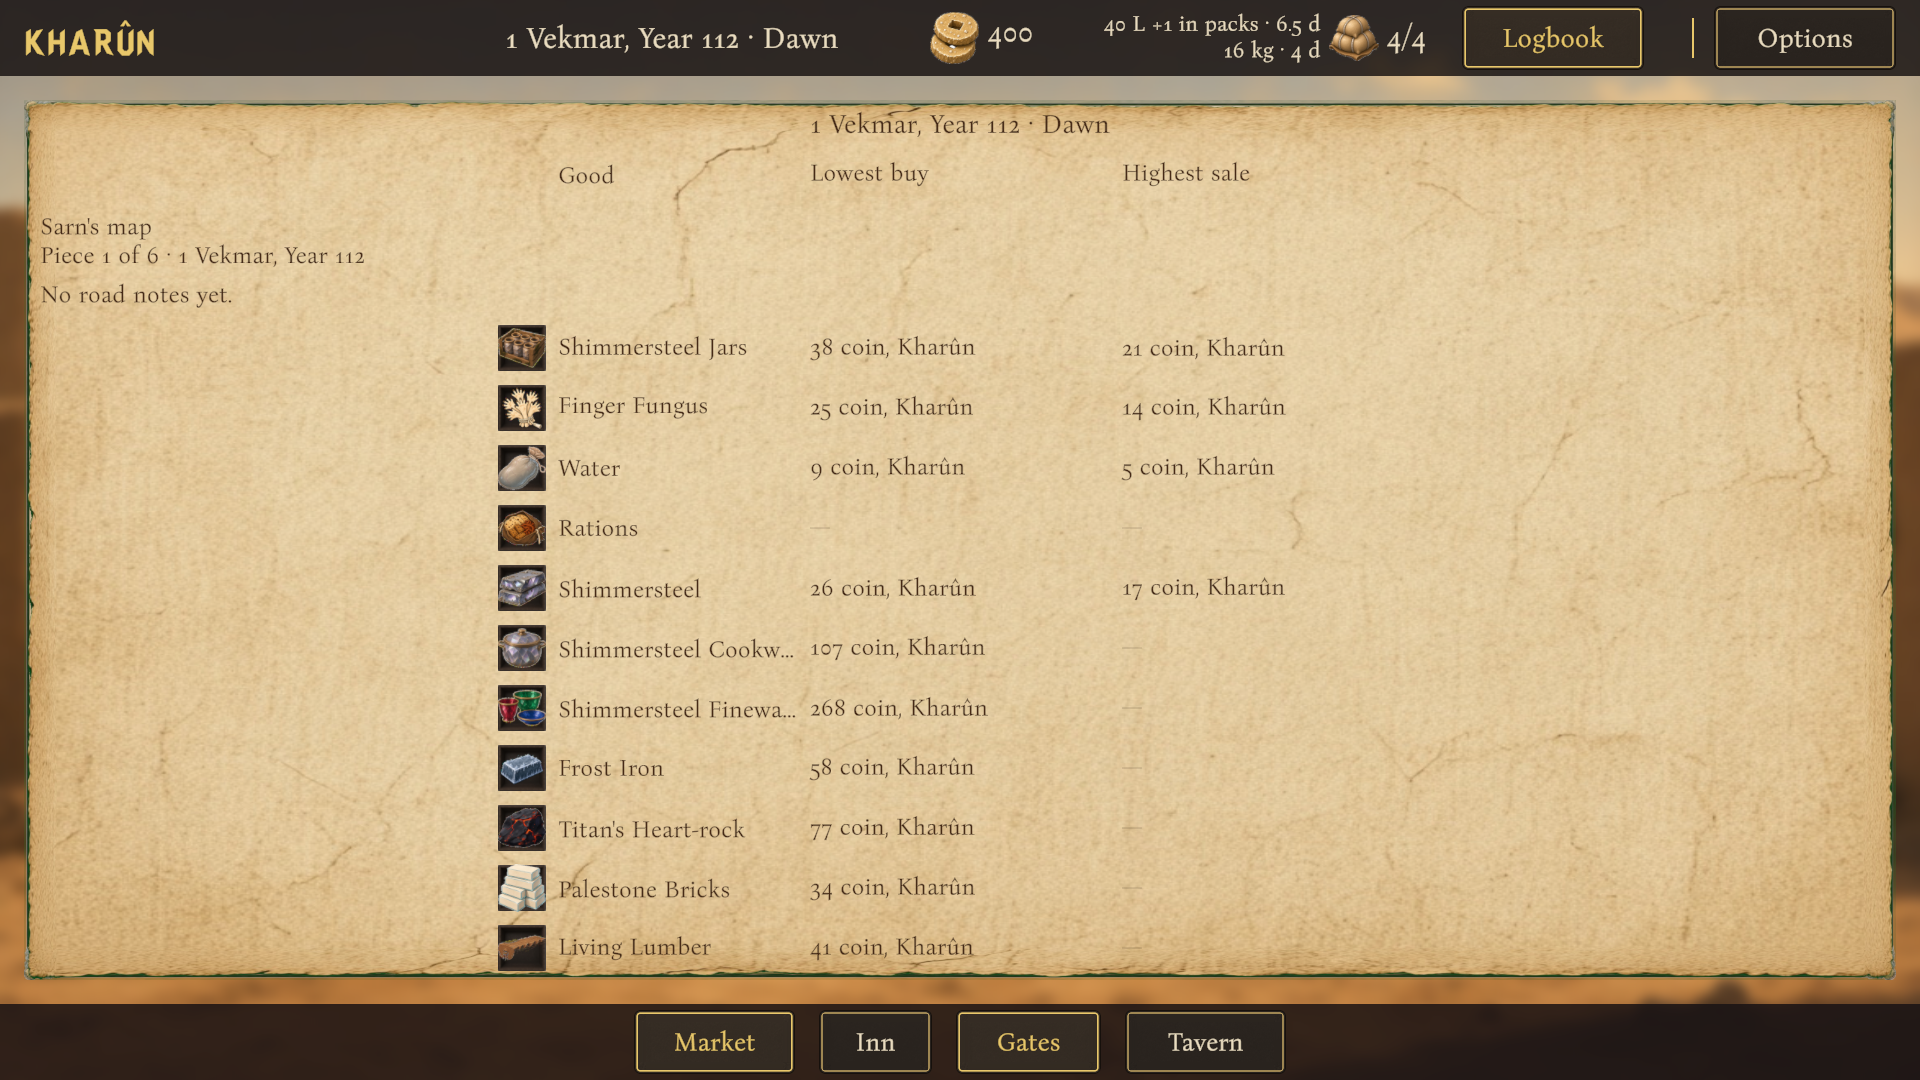 KHARÛN
1 Vekmar, Year 112 · Dawn
400
40 L +1 in packs · 6.5 d
16 kg · 4 d
4/4
Logbook
Options
1 Vekmar, Year 112 · Dawn
Good Lowest buy Highest sale
Sarn's map
Piece 1 of 6 · 1 Vekmar, Year 112
No road notes yet.
Shimmersteel Jars 38 coin, Kharûn 21 coin, Kharûn
Finger Fungus 25 coin, Kharûn 14 coin, Kharûn
Water 9 coin, Kharûn 5 coin, Kharûn
Rations — —
Shimmersteel 26 coin, Kharûn 17 coin, Kharûn
Shimmersteel Cookw... 107 coin, Kharûn —
Shimmersteel Finewa... 268 coin, Kharûn —
Frost Iron 58 coin, Kharûn —
Titan's Heart-rock 77 coin, Kharûn —
Palestone Bricks 34 coin, Kharûn —
Living Lumber 41 coin, Kharûn —
Market
Inn
Gates
Tavern